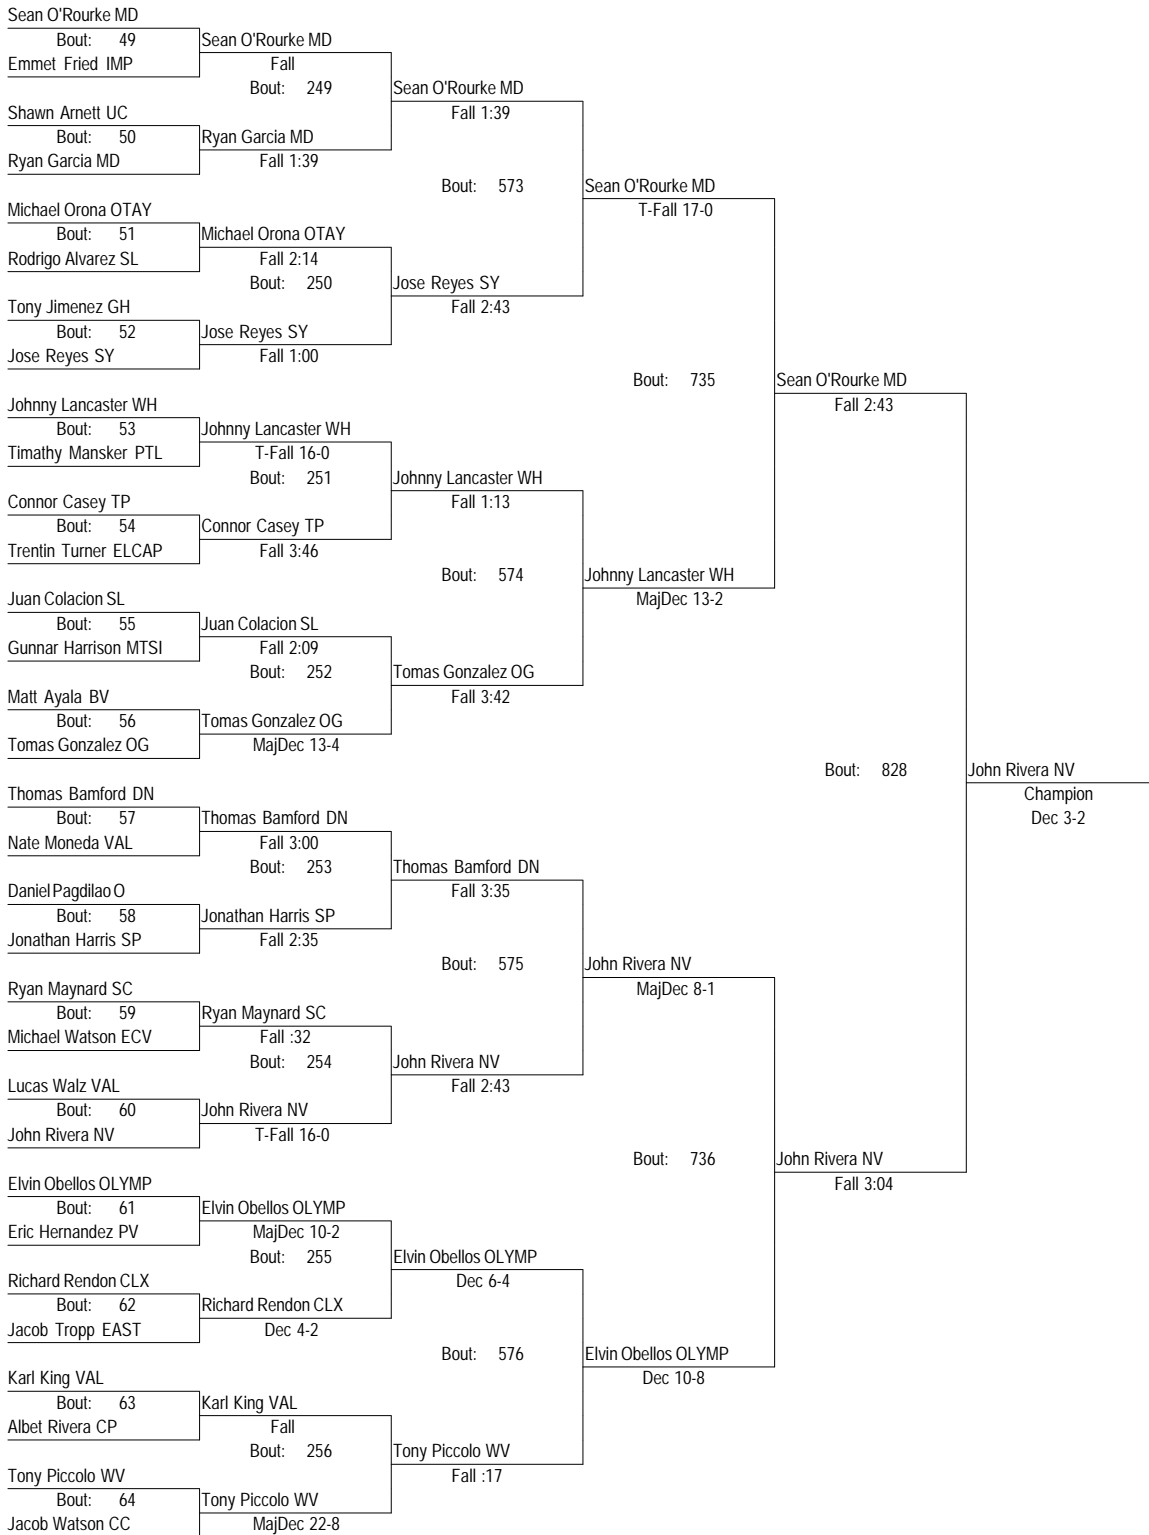 Sean O'Rourke MD
Bout: 49
Sean O'Rourke MD
Emmet Fried IMP
Fall
Bout: 249
Sean O'Rourke MD
Shawn Arnett UC
Fall 1:39
Bout: 50
Ryan Garcia MD
Ryan Garcia MD
Fall 1:39
Bout: 573
Sean O'Rourke MD
Michael Orona OTAY
T-Fall 17-0
Bout: 51
Michael Orona OTAY
Rodrigo Alvarez SL
Fall 2:14
Bout: 250
Jose Reyes SY
Tony Jimenez GH
Fall 2:43
Bout: 52
Jose Reyes SY
Jose Reyes SY
Fall 1:00
Bout: 735
Sean O'Rourke MD
Johnny Lancaster WH
Fall 2:43
Bout: 53
Johnny Lancaster WH
Timathy Mansker PTL
T-Fall 16-0
Bout: 251
Johnny Lancaster WH
Connor Casey TP
Fall 1:13
Bout: 54
Connor Casey TP
Trentin Turner ELCAP
Fall 3:46
Bout: 574
Johnny Lancaster WH
Juan Colacion SL
MajDec 13-2
Bout: 55
Juan Colacion SL
Gunnar Harrison MTSI
Fall 2:09
Bout: 252
Tomas Gonzalez OG
Matt Ayala BV
Fall 3:42
Bout: 56
Tomas Gonzalez OG
Tomas Gonzalez OG
MajDec 13-4
Bout: 828
John Rivera NV
Thomas Bamford DN
Champion
Bout: 57
Thomas Bamford DN
Dec 3-2
Nate Moneda VAL
Fall 3:00
Bout: 253
Thomas Bamford DN
Daniel Pagdilao O
Fall 3:35
Bout: 58
Jonathan Harris SP
Jonathan Harris SP
Fall 2:35
Bout: 575
John Rivera NV
Ryan Maynard SC
MajDec 8-1
Bout: 59
Ryan Maynard SC
Michael Watson ECV
Fall :32
Bout: 254
John Rivera NV
Lucas Walz VAL
Fall 2:43
Bout: 60
John Rivera NV
John Rivera NV
T-Fall 16-0
Bout: 736
John Rivera NV
Elvin Obellos OLYMP
Fall 3:04
Bout: 61
Elvin Obellos OLYMP
Eric Hernandez PV
MajDec 10-2
Bout: 255
Elvin Obellos OLYMP
Richard Rendon CLX
Dec 6-4
Bout: 62
Richard Rendon CLX
Jacob Tropp EAST
Dec 4-2
Bout: 576
Elvin Obellos OLYMP
Karl King VAL
Dec 10-8
Bout: 63
Karl King VAL
Albet Rivera CP
Fall
Bout: 256
Tony Piccolo WV
Tony Piccolo WV
Fall :17
Bout: 64
Tony Piccolo WV
Jacob Watson CC
MajDec 22-8